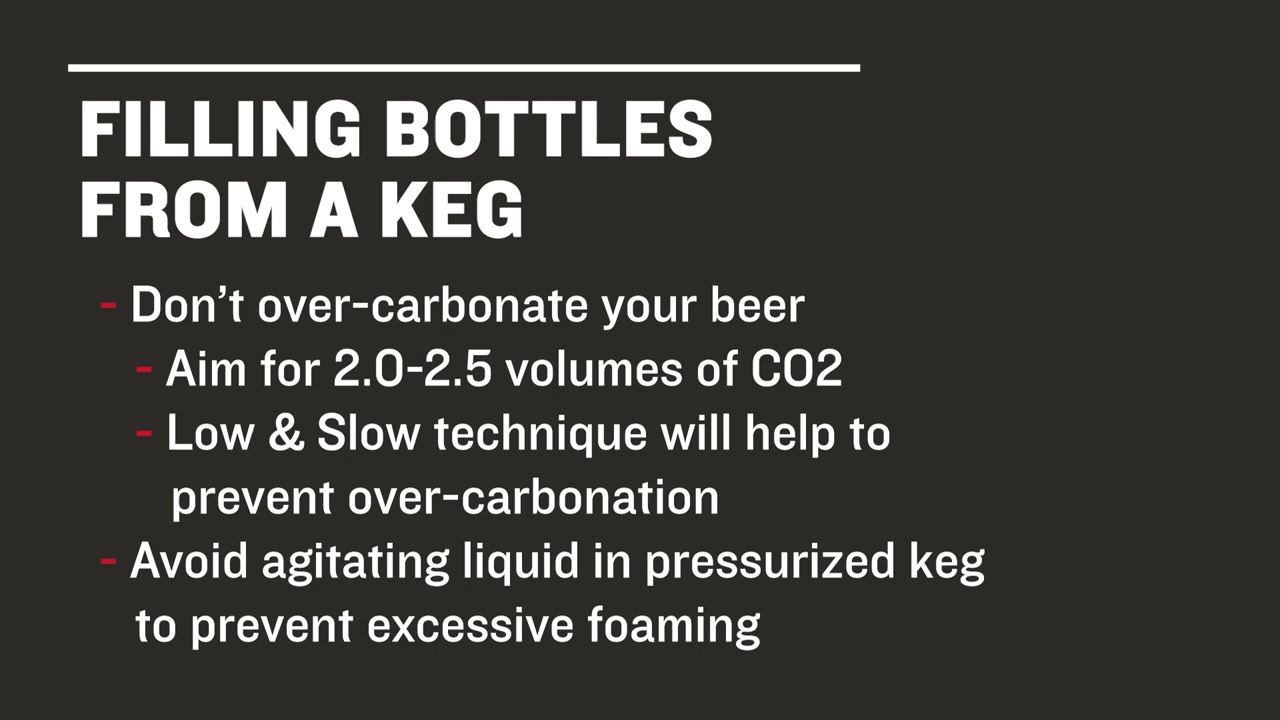 FILLING BOTTLES
FROM A KEG
- Don’t over-carbonate your beer
- Aim for 2.0-2.5 volumes of CO2
- Low & Slow technique will help to
prevent over-carbonation
- Avoid agitating liquid in pressurized keg
to prevent excessive foaming